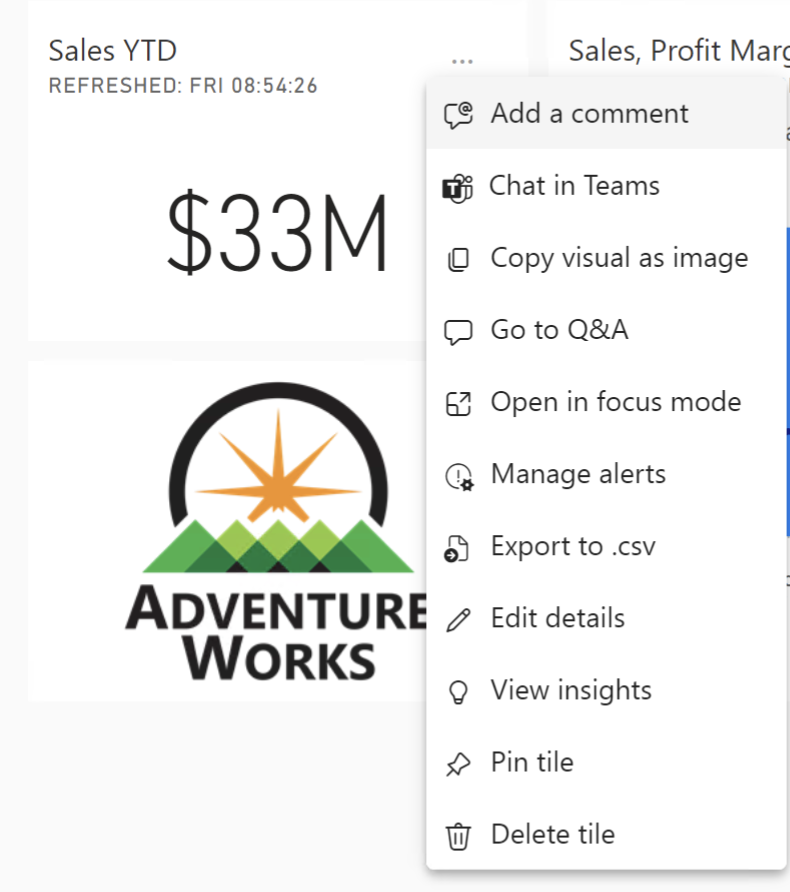 Sales YTD
REFRESHED: FRI 08:54:26
$33M
ADVENTURE
WORKS
Sales, Profit Marg
Add a comment
Chat in Teams
Copy visual as image
Go to Q&A
Open in focus mode
Manage alerts
Export to .csv
Edit details
View insights
Pin tile
Delete tile